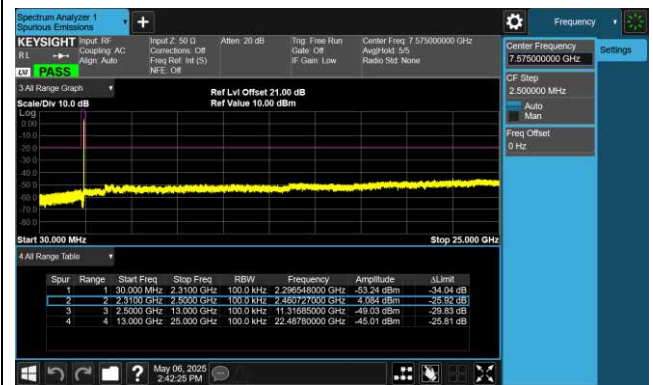 Spectrum Analyzer 1
Spurious Emissions
Frequency
KEYSIGHT Input: RF Input Z: 50 Ω Atten: 20 dB Trig: Free Run Center Freq: 7.575000000 GHz
RL Coupling: AC Corrections: Off Gate: Off Avg|Hold: 5/5
Align: Auto Freq Ref: Int (S) IF Gain: Low Radio Std: None
LXI PASS NFE: Off
Center Frequency
7.575000000 GHz
Settings
CF Step
2.500000 MHz
Auto
Man
Freq Offset
0 Hz
3 All Range Graph
Ref Lvl Offset 21.00 dB
Scale/Div 10.0 dB Ref Value 10.00 dBm
Log
0.00
-10.0
-20.0
-30.0
-40.0
-50.0
-60.0
-70.0
-80.0
Start 30.000 MHz Stop 25.000 GHz
4 All Range Table
Spur Range Start Freq Stop Freq RBW Frequency Amplitude ΔLimit
1 1 30.000 MHz 2.3100 GHz 100.0 kHz 2.296548000 GHz -53.24 dBm -34.04 dB
2 2 2.3100 GHz 2.5000 GHz 100.0 kHz 2.460727000 GHz 4.084 dBm -25.92 dB
3 3 2.5000 GHz 13.000 GHz 100.0 kHz 11.31685000 GHz -49.03 dBm -29.83 dB
4 4 13.000 GHz 25.000 GHz 100.0 kHz 22.48780000 GHz -45.01 dBm -25.81 dB
May 06, 2025
2:42:25 PM